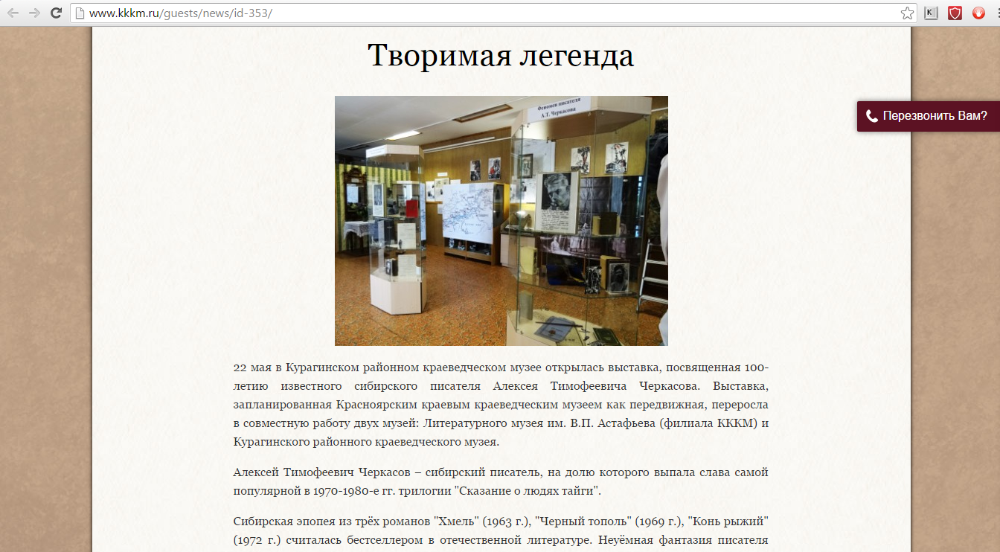 www.kkkm.ru/guests/news/id-353/
Творимая легенда
Феномен писателя
А.Т. Черкасова
Перезвонить Вам?
22 мая в Курагинском районном краеведческом музее открылась выставка, посвященная 100-
летию известного сибирского писателя Алексея Тимофеевича Черкасова. Выставка,
запланированная Красноярским краевым краеведческим музеем как передвижная, переросла
в совместную работу двух музей: Литературного музея им. В.П. Астафьева (филиала КККМ) и
Курагинского районного краеведческого музея.
Алексей Тимофеевич Черкасов – сибирский писатель, на долю которого выпала слава самой
популярной в 1970-1980-е гг. трилогии "Сказание о людях тайги".
Сибирская эпопея из трёх романов "Хмель" (1963 г.), "Черный тополь" (1969 г.), "Конь рыжий"
(1972 г.) считалась бестселлером в отечественной литературе. Неуёмная фантазия писателя